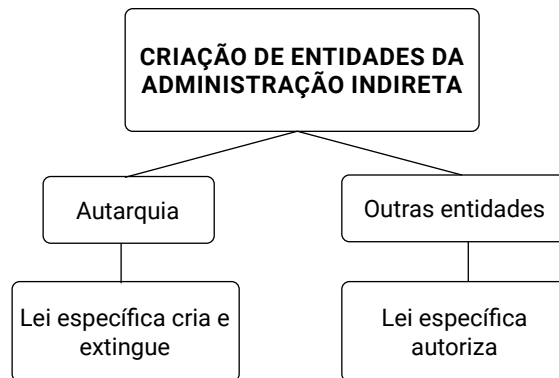 CRIAÇÃO DE ENTIDADES DA
ADMINISTRAÇÃO INDIRETA
Autarquia
Outras entidades
Lei específica cria e
extingue
Lei específica
autoriza